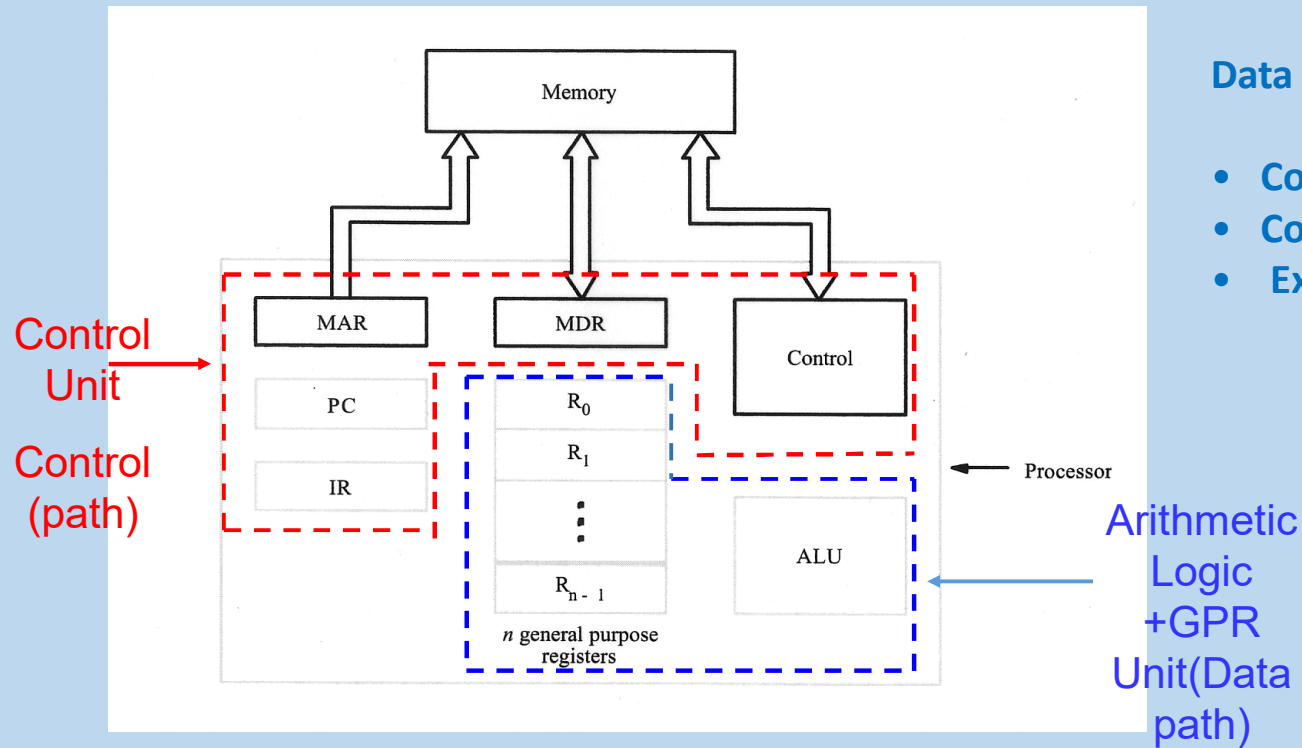 Memory
Data
• Co
• Co
• Ex
MAR
MDR
Control
PC
IR
R0
R1
Rn - 1
n general purpose
registers
ALU
Processor
Control
Unit
Control
(path)
Arithmetic
Logic
+GPR
Unit(Data
path)